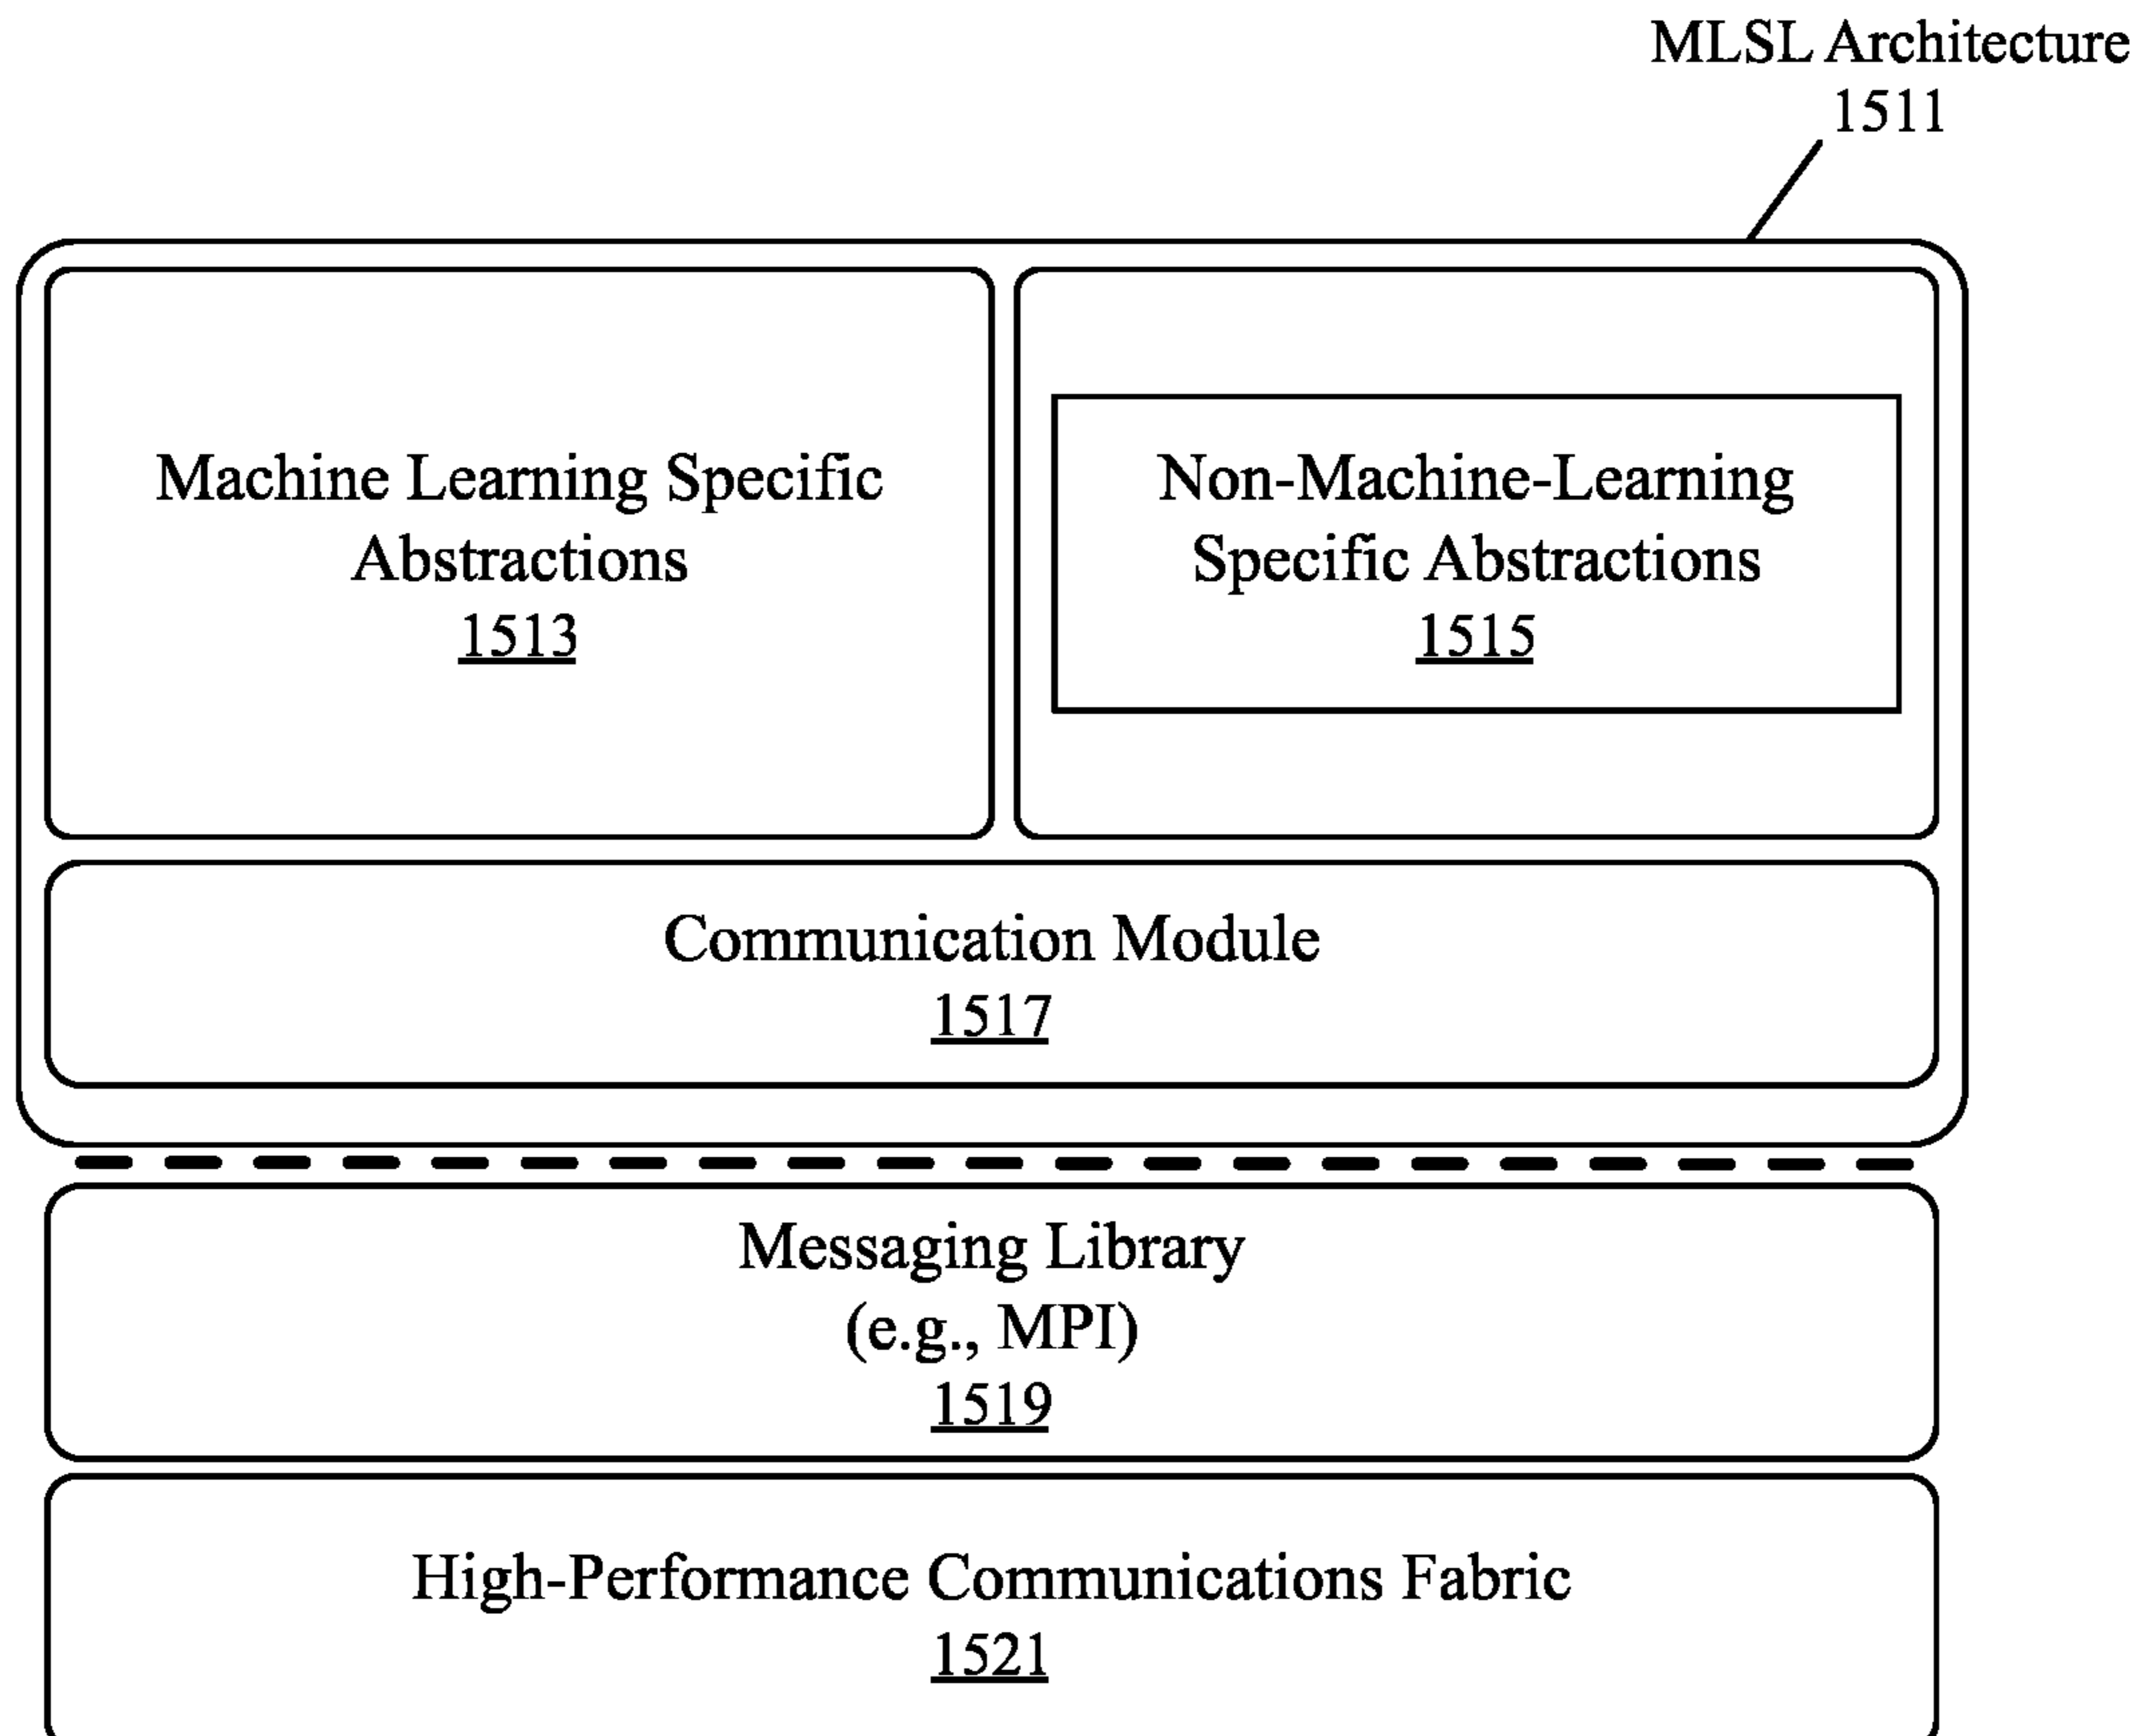 MLSL Architecture
1511
Machine Learning Specific
Abstractions
1513
Non-Machine-Learning
Specific Abstractions
1515
Communication Module
1517
Messaging Library
(e.g., MPI)
1519
High-Performance Communications Fabric
1521